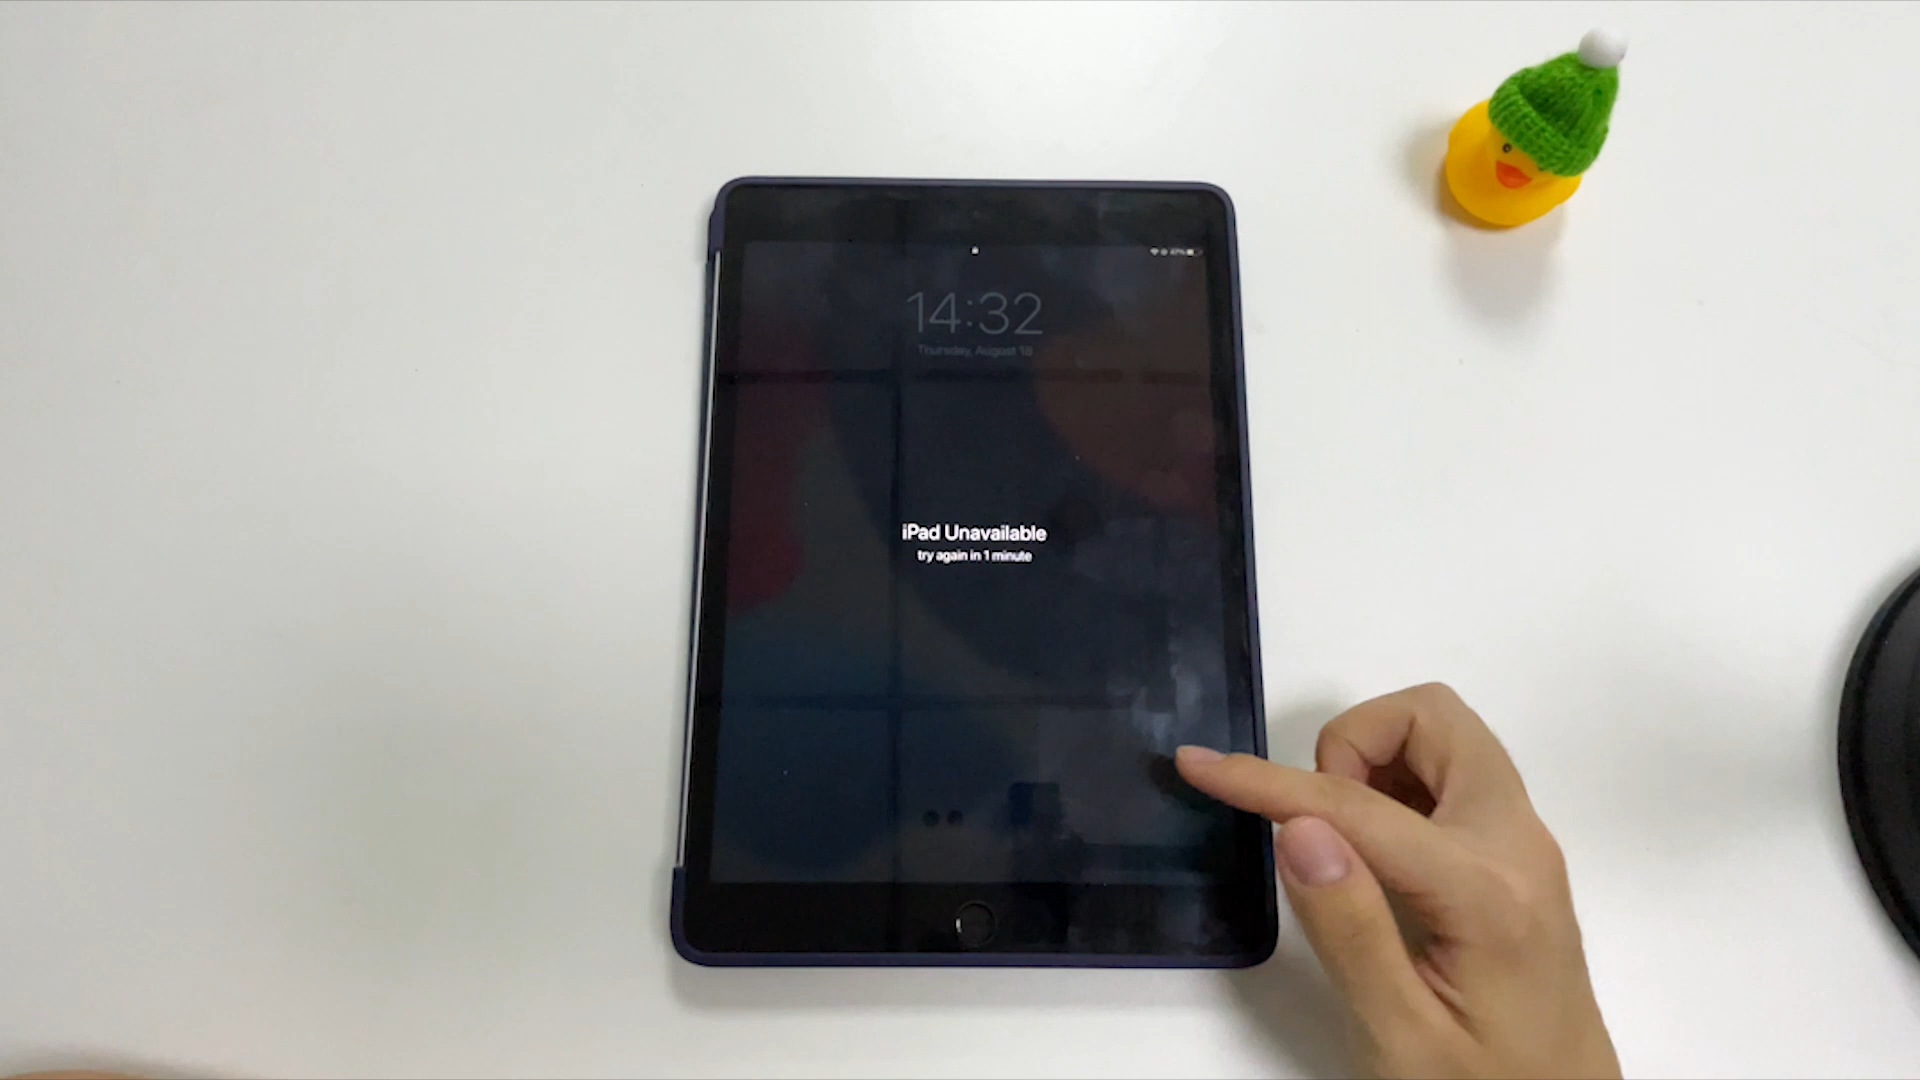 14:32
Thursday, August 18
iPad Unavailable
try again in 1 minute